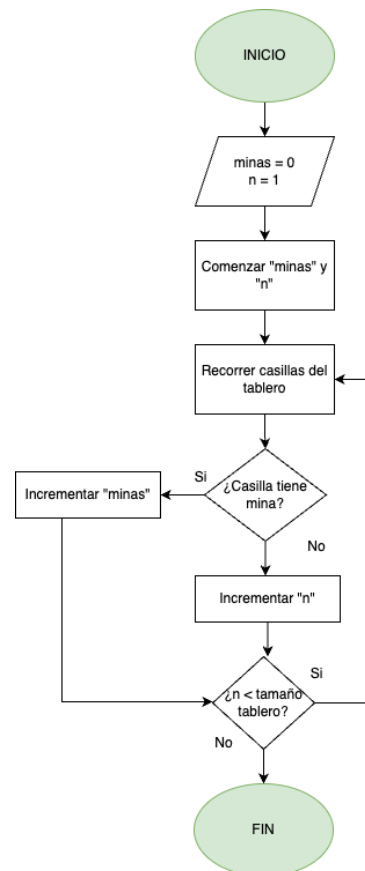 INICIO
minas = 0
n = 1
Comenzar "minas" y
"n"
Recorrer casillas del
tablero
¿Casilla tiene
mina?
Si
Incrementar "minas"
No
Incrementar "n"
¿n < tamaño
tablero?
Si
No
FIN